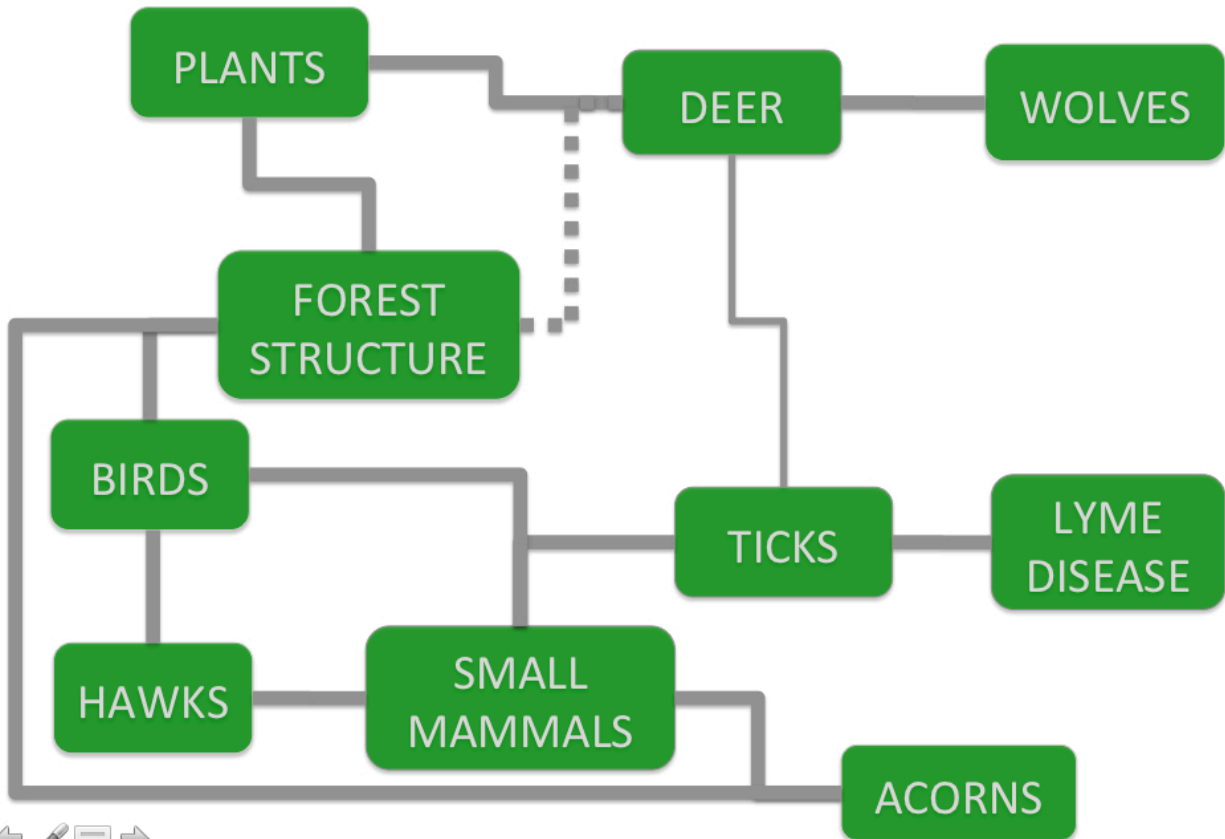 PLANTS
DEER
WOLVES
FOREST
STRUCTURE
BIRDS
TICKS
LYME
DISEASE
HAWKS
SMALL
MAMMALS
ACORNS